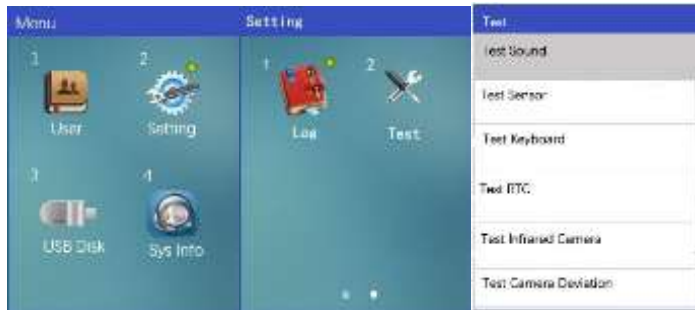 Menu
1
2
User
Setting
3
4
USB Disk
Sys Info
Setting
1
2
Log
Test
Test
Test Sound
Test Sensor
Test Keyboard
Test RTC
Test Infrared Camera
Test Camera Deviation